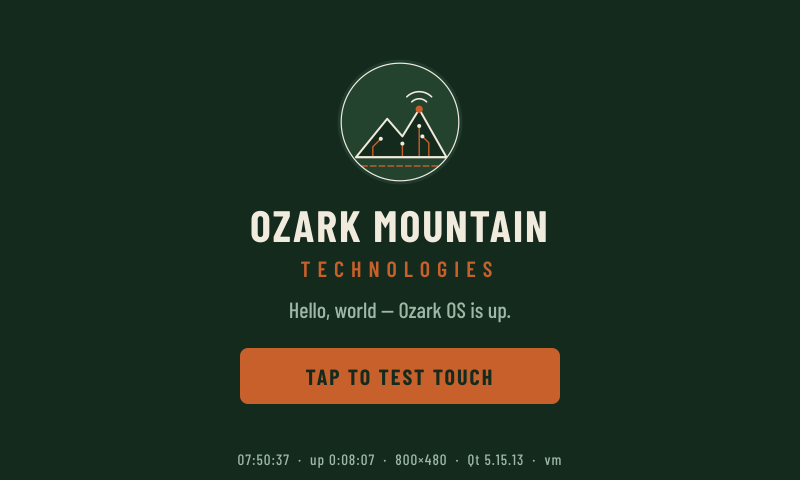 OZARK MOUNTAIN
TECHNOLOGIES
Hello, world — Ozark OS is up.
TAP TO TEST TOUCH
07:50:37 · up 0:08:07 · 800×480 · Qt 5.15.13 · vm